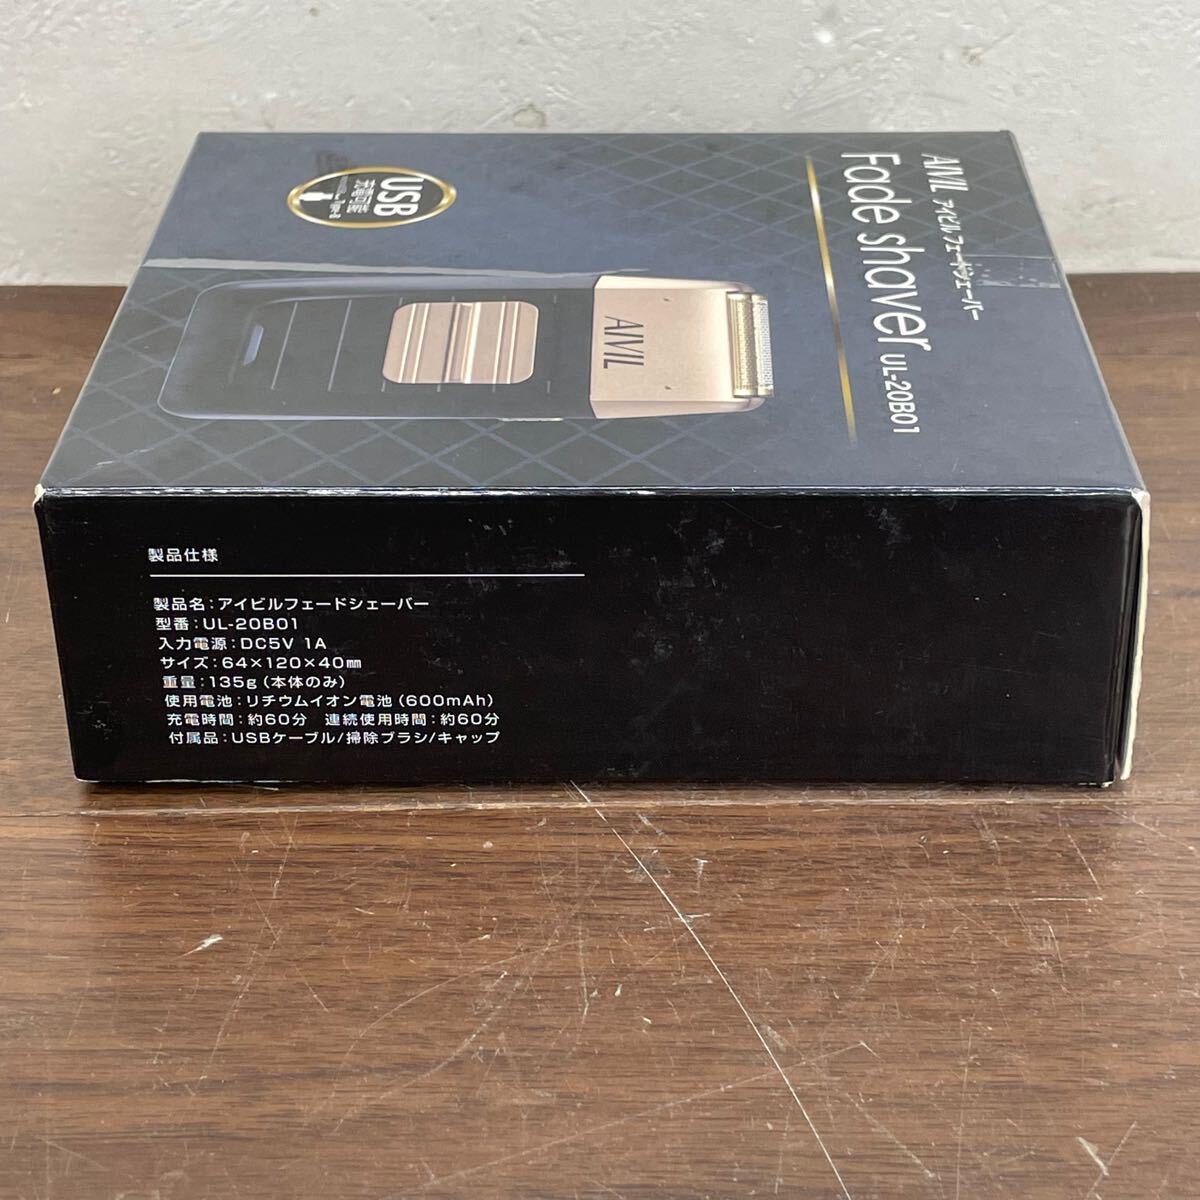 AIVIL アイビル フェードシェーバー
Fade shaver UL-20B01
USB
充電可能
AIVIL
製品仕様
製品名：アイビルフェードシェーバー
型番：UL-20B01
入力電源：DC5V 1A
サイズ：64×120×40㎜
重量：135g（本体のみ）
使用電池：リチウムイオン電池（600mAh）
充電時間：約60分　連続使用時間：約60分
付属品：USBケーブル/掃除ブラシ/キャップ